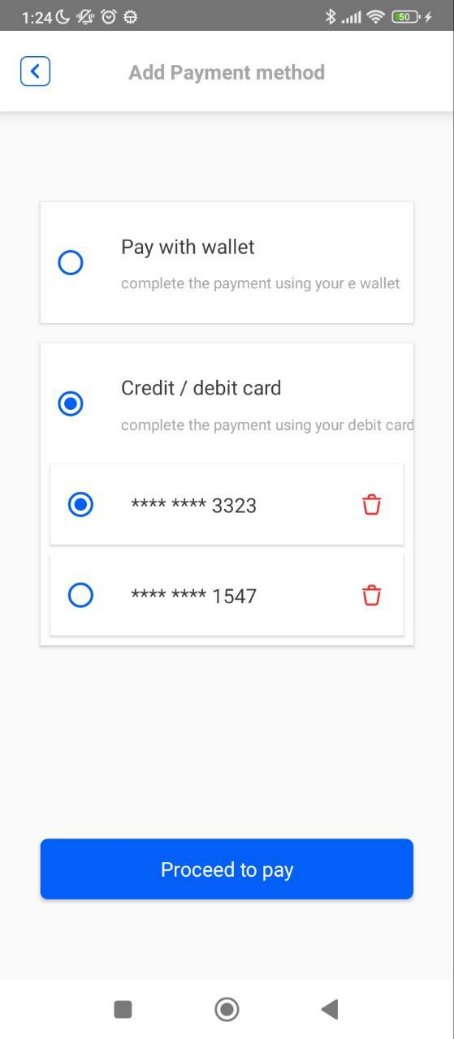 1:24
50
Add Payment method
Pay with wallet
complete the payment using your e wallet
Credit / debit card
complete the payment using your debit card
**** **** 3323
**** **** 1547
Proceed to pay